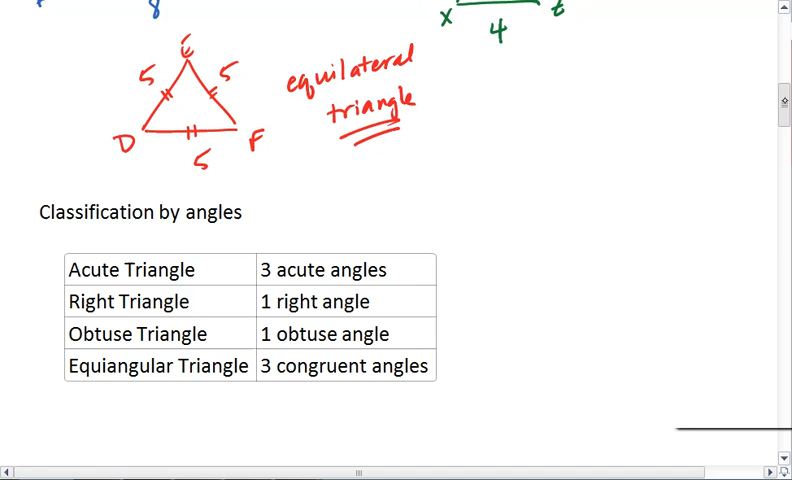 8
x
4
t
E
5
5
D
F
5
equilateral
triangle
Classification by angles
Acute Triangle 3 acute angles
Right Triangle 1 right angle
Obtuse Triangle 1 obtuse angle
Equiangular Triangle 3 congruent angles